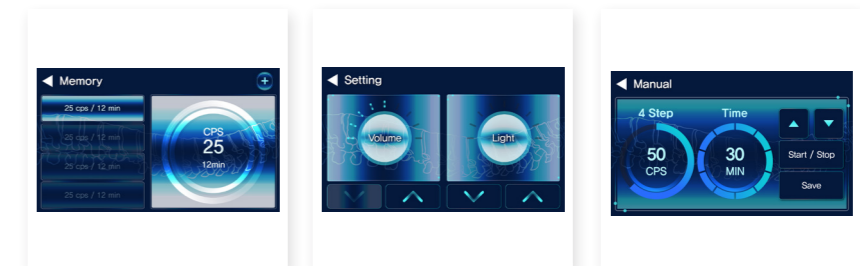 Memory
25 cps / 12 min
25 cps / 12 min
25 cps / 12 min
25 cps / 12 min
CPS
25
12min
Setting
Volume
Light
Manual
4 Step
Time
50
CPS
30
MIN
Start / Stop
Save